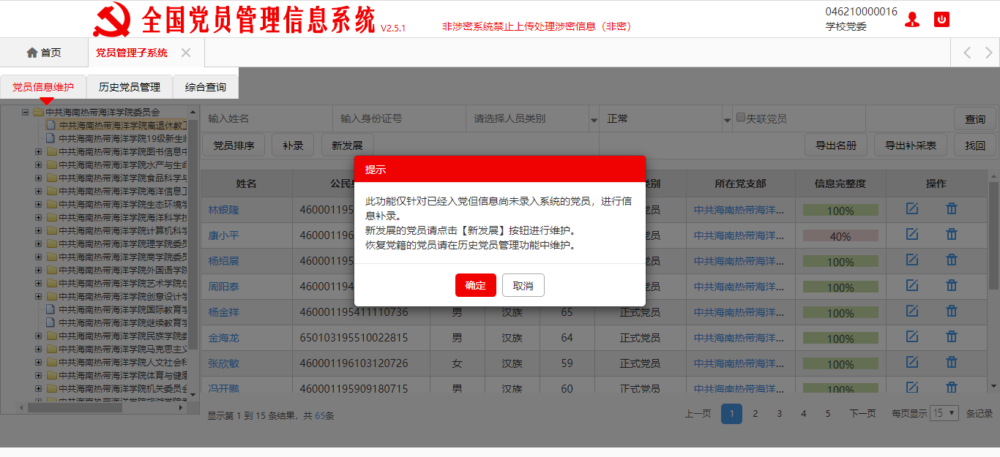 全国党员管理信息系统 V2.5.1
非涉密系统禁止上传处理涉密信息（非密）
046210000016
学校党委
首页
党员管理子系统
党员信息维护
历史党员管理
综合查询
中共海南热带海洋学院委员会
中共海南热带海洋学院离退休教工
中共海南热带海洋学院19级新生
中共海南热带海洋学院图书信息中
中共海南热带海洋学院水产与生命
中共海南热带海洋学院食品科学与
中共海南热带海洋学院海洋信息工
中共海南热带海洋学院生态环境学
中共海南热带海洋学院海洋科学技
中共海南热带海洋学院计算机科学
中共海南热带海洋学院理学院委员
中共海南热带海洋学院商学院委员
中共海南热带海洋学院外国语学院
中共海南热带海洋学院艺术学院总
中共海南热带海洋学院创意设计学
中共海南热带海洋学院国际教育学
中共海南热带海洋学院继续教育学
中共海南热带海洋学院民族学院委
中共海南热带海洋学院马克思主义
中共海南热带海洋学院人文社会科
中共海南热带海洋学院体育与健康
中共海南热带海洋学院机关委员会
中共海南热带海洋学院旅游学院
输入姓名
输入身份证号
请选择人员类别
正常
失联党员
查询
党员排序
补录
新发展
导出名册
导出补采表
找回
姓名 公民身 类别 所在党支部 信息完整度 操作
林银隆 460001195 党员 中共海南热带海洋... 100%
康小平 460001196 党员 中共海南热带海洋... 40%
杨绍展 460001195 党员 中共海南热带海洋... 100%
周阳泰 460001194 党员 中共海南热带海洋... 100%
杨金祥 460001195411110736 男 汉族 65 正式党员 中共海南热带海洋... 100%
金海龙 650103195510022815 男 汉族 64 正式党员 中共海南热带海洋... 100%
张欣敏 460001196103120726 女 汉族 59 正式党员 中共海南热带海洋... 100%
冯开鹏 460001195909180715 男 汉族 60 正式党员 中共海南热带海洋... 100%
提示
此功能仅针对已经入党但信息尚未录入系统的党员，进行信
息补录。
新发展的党员请点击【新发展】按钮进行维护。
恢复党籍的党员请在历史党员管理功能中维护。
确定
取消
显示第 1 到 15 条结果，共 65条
上一页 1 2 3 4 5 下一页 每页显示 15 条记录